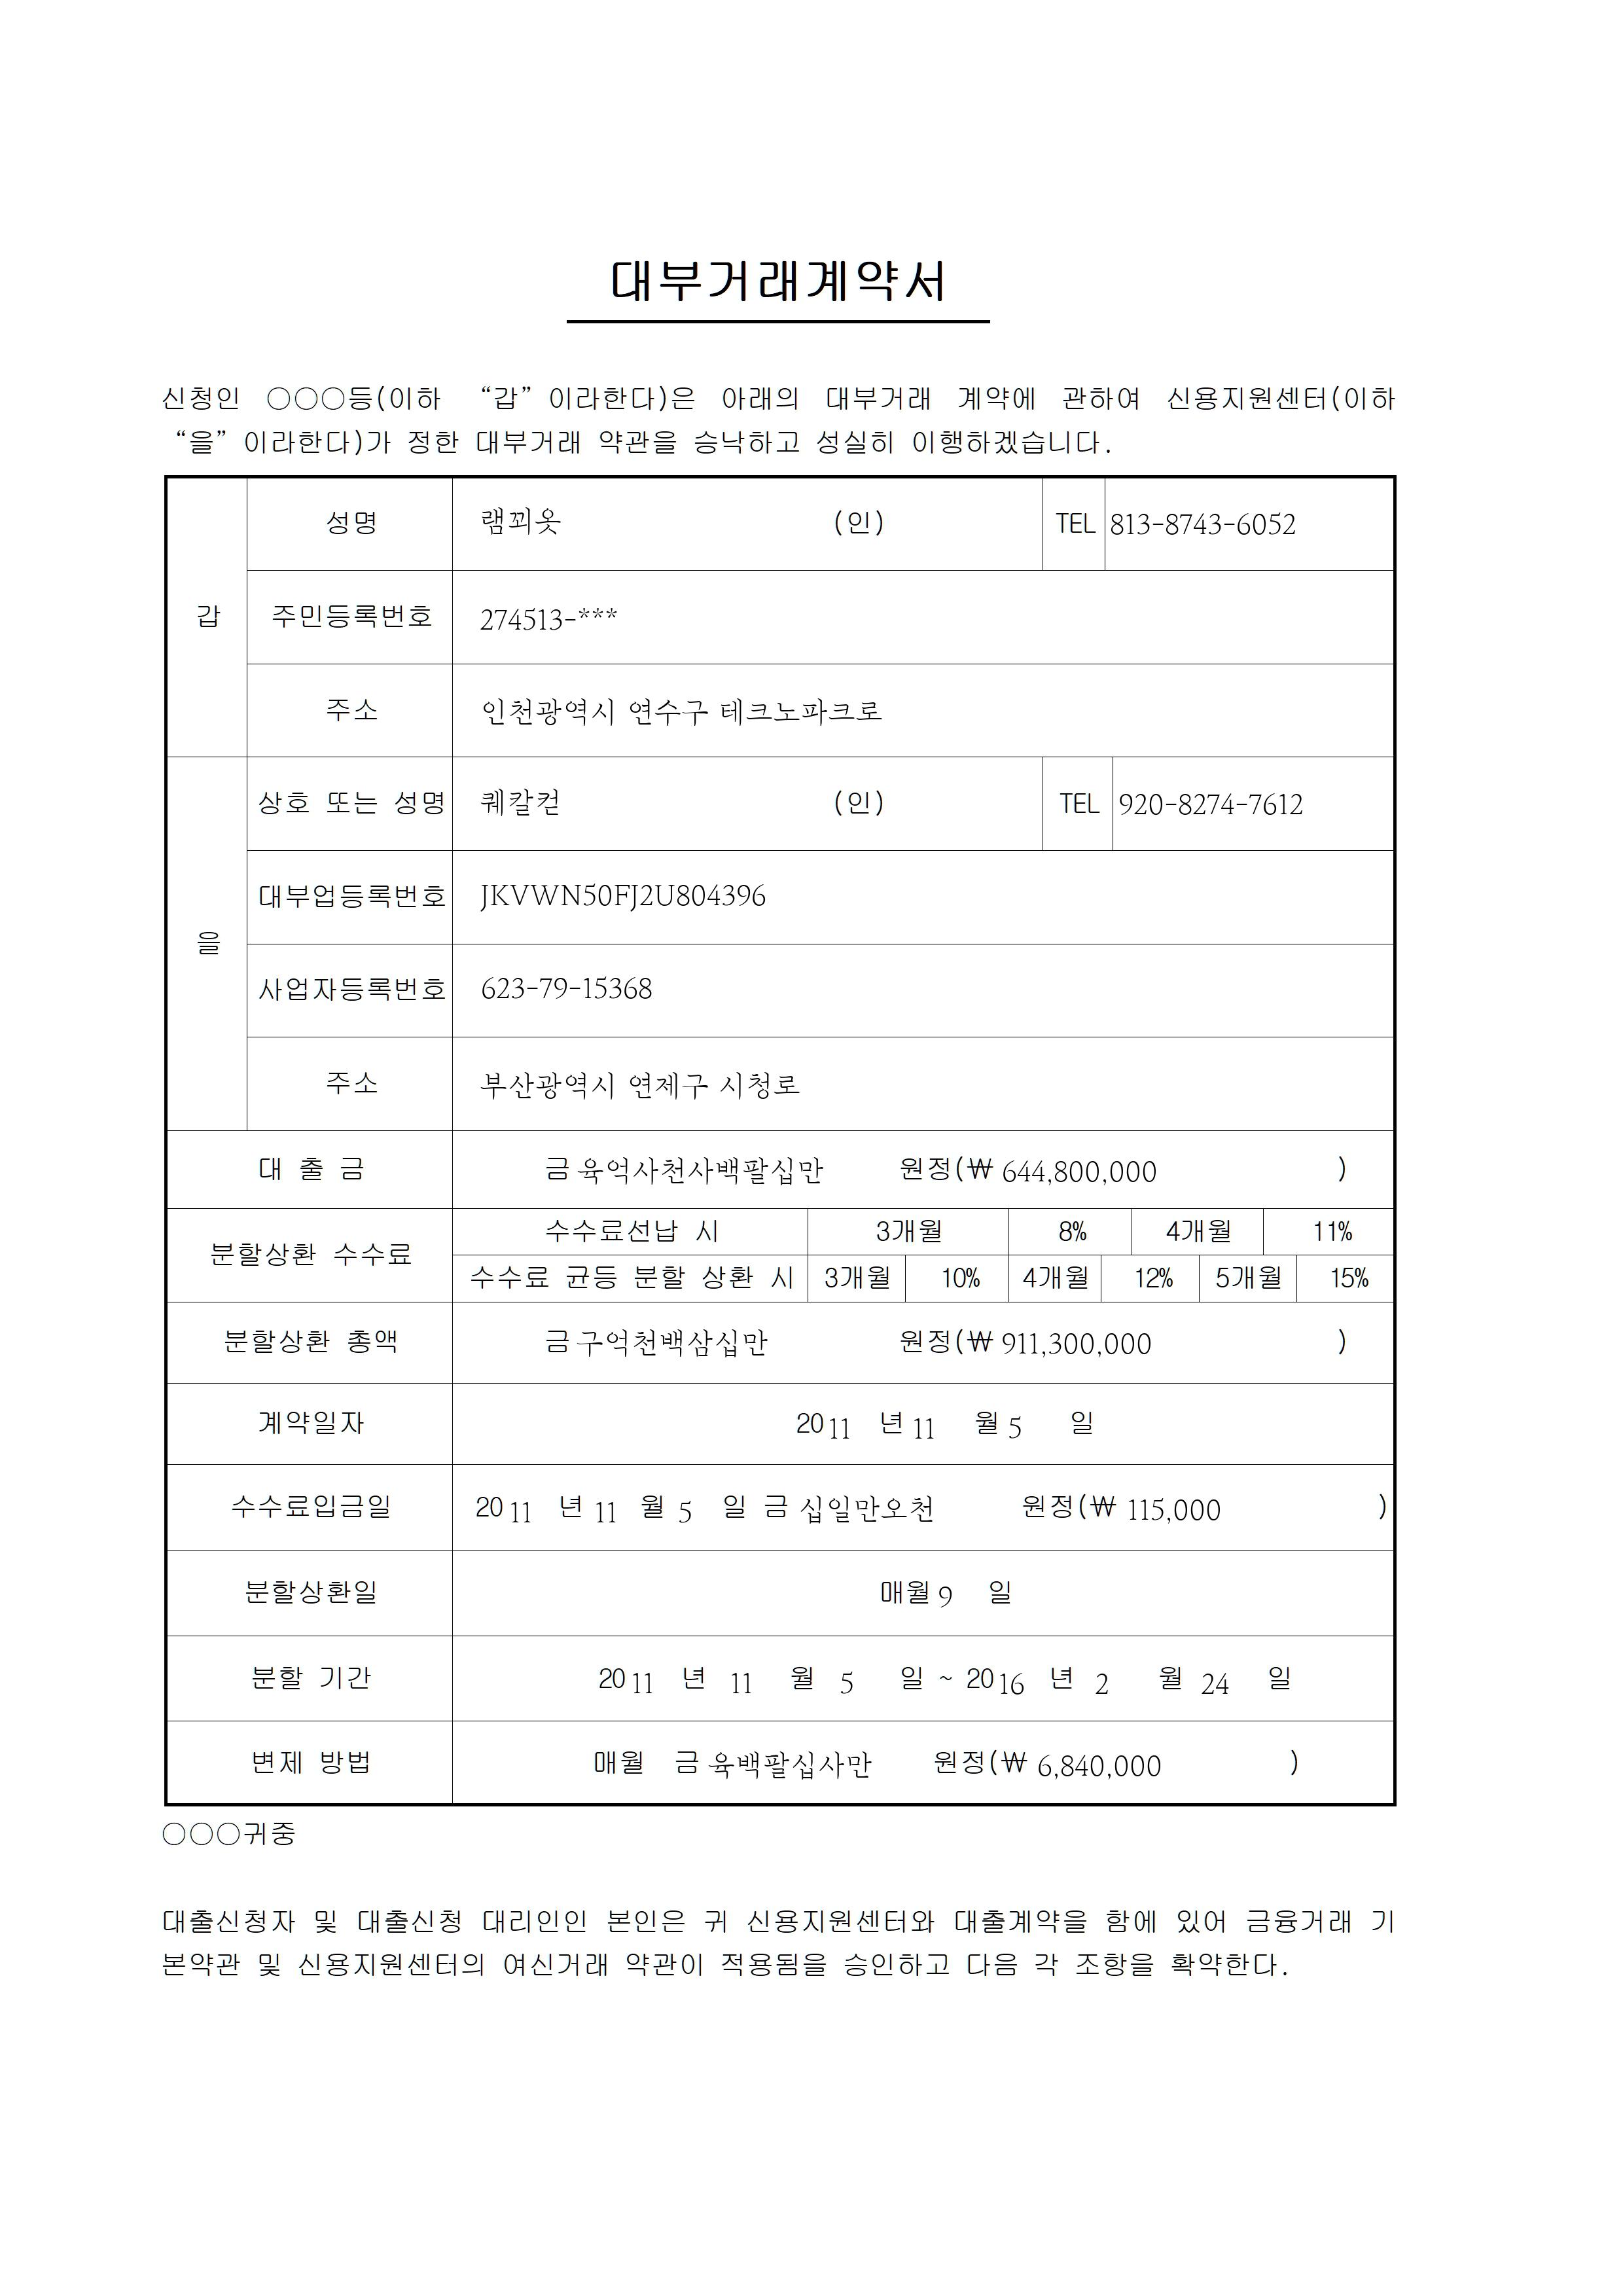 대부거래계약서
신청인 ○○○등(이하 “갑”이라한다)은 아래의 대부거래 계약에 관하여 신용지원센터(이하
“을”이라한다)가 정한 대부거래 약관을 승낙하고 성실히 이행하겠습니다.
갑
성명 램꾀옷 (인) TEL 813-8743-6052
주민등록번호 274513-***
주소 인천광역시 연수구 테크노파크로
을
상호 또는 성명 퀘칼컨 (인) TEL 920-8274-7612
대부업등록번호 JKVWN50FJ2U804396
사업자등록번호 623-79-15368
주소 부산광역시 연제구 시청로
대 출 금 금 육억사천사백팔십만 원정(₩ 644,800,000 )
분할상환 수수료
수수료선납 시 3개월 8% 4개월 11%
수수료 균등 분할 상환 시 3개월 10% 4개월 12% 5개월 15%
분할상환 총액 금 구억천백삼십만 원정(₩ 911,300,000 )
계약일자 2011 년 11 월 5 일
수수료입금일 2011 년 11 월 5 일 금 십일만오천 원정(₩ 115,000 )
분할상환일 매월 9 일
분할 기간 2011 년 11 월 5 일 ~ 2016 년 2 월 24 일
변제 방법 매월 금 육백팔십사만 원정(₩ 6,840,000 )
○○○귀중
대출신청자 및 대출신청 대리인인 본인은 귀 신용지원센터와 대출계약을 함에 있어 금융거래 기
본약관 및 신용지원센터의 여신거래 약관이 적용됨을 승인하고 다음 각 조항을 확약한다.